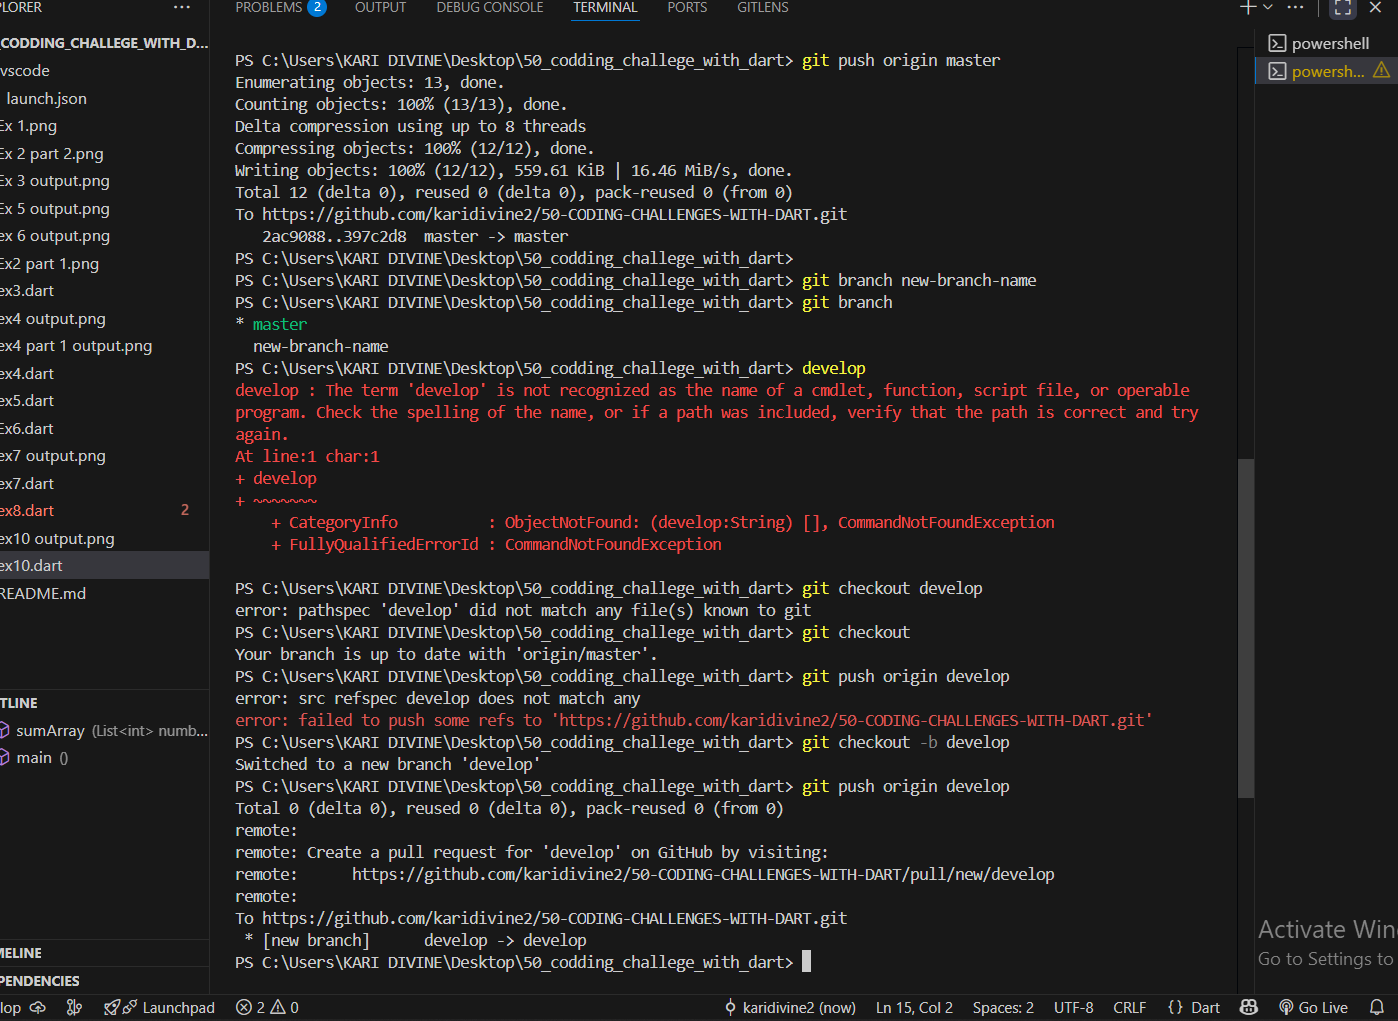 PLORER ···
PROBLEMS 2 OUTPUT DEBUG CONSOLE TERMINAL PORTS GITLENS
_CODDING_CHALLEGE_WITH_D...
vscode
launch.json
Ex 1.png
Ex 2 part 2.png
Ex 3 output.png
Ex 5 output.png
ex 6 output.png
Ex2 part 1.png
ex3.dart
ex4 output.png
ex4 part 1 output.png
ex4.dart
ex5.dart
Ex6.dart
ex7 output.png
ex7.dart
ex8.dart 2
ex10 output.png
ex10.dart
README.md
TLINE
sumArray (List<int> numb...
main ()
MELINE
PENDENCIES
PS C:\Users\KARI DIVINE\Desktop\50_codding_challege_with_dart> git push origin master
Enumerating objects: 13, done.
Counting objects: 100% (13/13), done.
Delta compression using up to 8 threads
Compressing objects: 100% (12/12), done.
Writing objects: 100% (12/12), 559.61 KiB | 16.46 MiB/s, done.
Total 12 (delta 0), reused 0 (delta 0), pack-reused 0 (from 0)
To https://github.com/karidivine2/50-CODING-CHALLENGES-WITH-DART.git
   2ac9088..397c2d8  master -> master
PS C:\Users\KARI DIVINE\Desktop\50_codding_challege_with_dart>
PS C:\Users\KARI DIVINE\Desktop\50_codding_challege_with_dart> git branch new-branch-name
PS C:\Users\KARI DIVINE\Desktop\50_codding_challege_with_dart> git branch
* master
  new-branch-name
PS C:\Users\KARI DIVINE\Desktop\50_codding_challege_with_dart> develop
develop : The term 'develop' is not recognized as the name of a cmdlet, function, script file, or operable
program. Check the spelling of the name, or if a path was included, verify that the path is correct and try
again.
At line:1 char:1
+ develop
+ ~~~~~~~
    + CategoryInfo          : ObjectNotFound: (develop:String) [], CommandNotFoundException
    + FullyQualifiedErrorId : CommandNotFoundException
PS C:\Users\KARI DIVINE\Desktop\50_codding_challege_with_dart> git checkout develop
error: pathspec 'develop' did not match any file(s) known to git
PS C:\Users\KARI DIVINE\Desktop\50_codding_challege_with_dart> git checkout
Your branch is up to date with 'origin/master'.
PS C:\Users\KARI DIVINE\Desktop\50_codding_challege_with_dart> git push origin develop
error: src refspec develop does not match any
error: failed to push some refs to 'https://github.com/karidivine2/50-CODING-CHALLENGES-WITH-DART.git'
PS C:\Users\KARI DIVINE\Desktop\50_codding_challege_with_dart> git checkout -b develop
Switched to a new branch 'develop'
PS C:\Users\KARI DIVINE\Desktop\50_codding_challege_with_dart> git push origin develop
Total 0 (delta 0), reused 0 (delta 0), pack-reused 0 (from 0)
remote:
remote: Create a pull request for 'develop' on GitHub by visiting:
remote:      https://github.com/karidivine2/50-CODING-CHALLENGES-WITH-DART/pull/new/develop
remote:
To https://github.com/karidivine2/50-CODING-CHALLENGES-WITH-DART.git
 * [new branch]      develop -> develop
PS C:\Users\KARI DIVINE\Desktop\50_codding_challege_with_dart>
powershell
powersh...
Activate Win
Go to Settings to
lop Launchpad 2 0 karidivine2 (now) Ln 15, Col 2 Spaces: 2 UTF-8 CRLF {} Dart Go Live